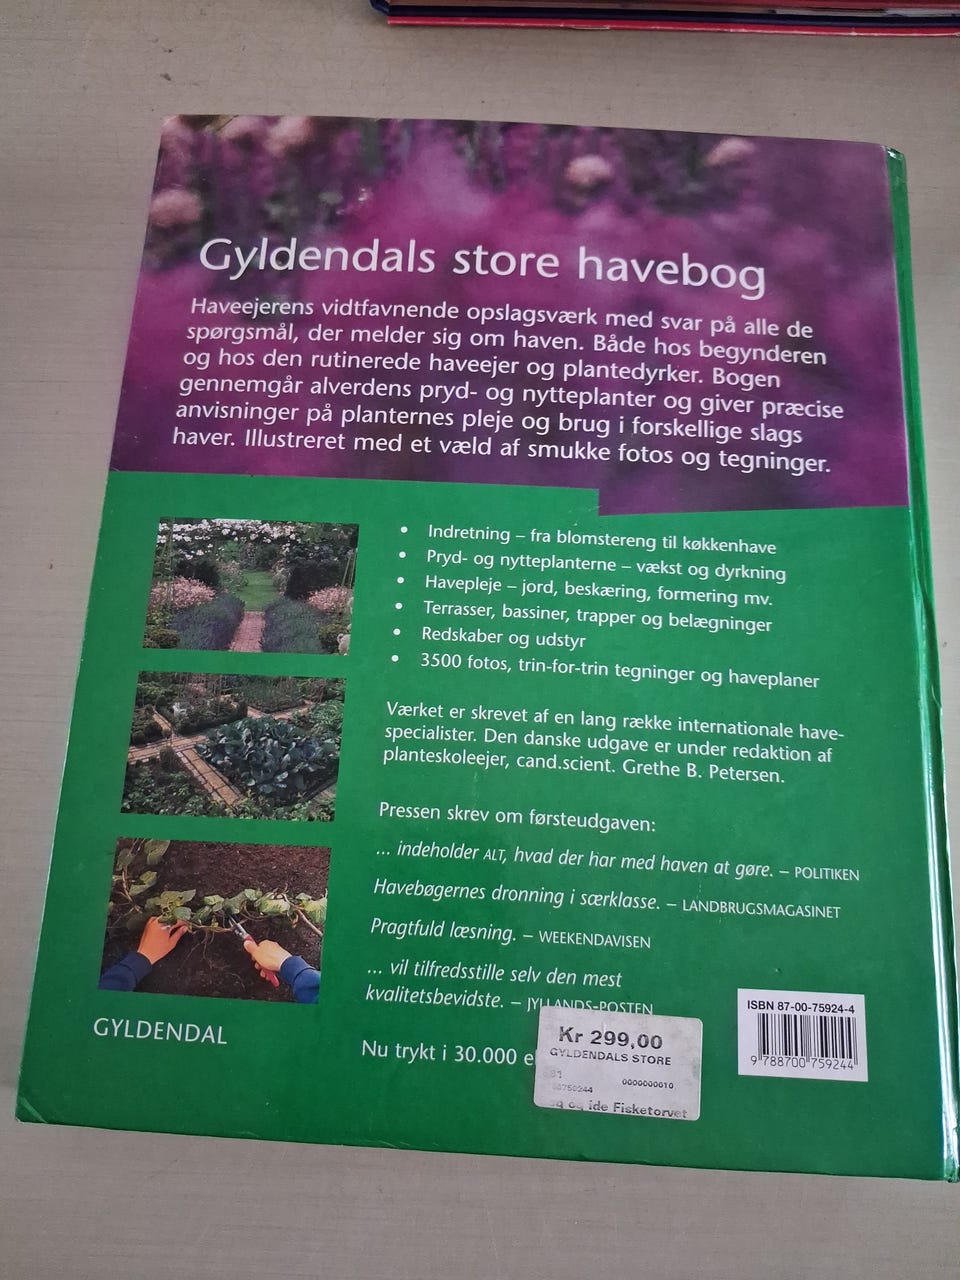 Gyldendals store havebog
Haveejerens vidtfavnende opslagsværk med svar på alle de
spørgsmål, der melder sig om haven. Både hos begynderen
og hos den rutinerede haveejer og plantedyrker. Bogen
gennemgår alverdens pryd- og nytteplanter og giver præcise
anvisninger på planternes pleje og brug i forskellige slags
haver. Illustreret med et væld af smukke fotos og tegninger.
• Indretning – fra blomstereng til køkkenhave
• Pryd- og nytteplanterne – vækst og dyrkning
• Havepleje – jord, beskæring, formering mv.
• Terrasser, bassiner, trapper og belægninger
• Redskaber og udstyr
• 3500 fotos, trin-for-trin tegninger og haveplaner
Værket er skrevet af en lang række internationale have-
specialister. Den danske udgave er under redaktion af
planteskoleejer, cand.scient. Grethe B. Petersen.
Pressen skrev om førsteudgaven:
... indeholder ALT, hvad der har med haven at gøre. – POLITIKEN
Havebøgernes dronning i særklasse. – LANDBRUGSMAGASINET
Pragtfuld læsning. – WEEKENDAVISEN
... vil tilfredsstille selv den mest
kvalitetsbevidste. – JYLLANDS-POSTEN
Nu trykt i 30.000
GYLDENDAL
Kr 299,00
GYLDENDALS STORE
0000000010
ide Fisketorvet
ISBN 87-00-75924-4
9 788700 759244